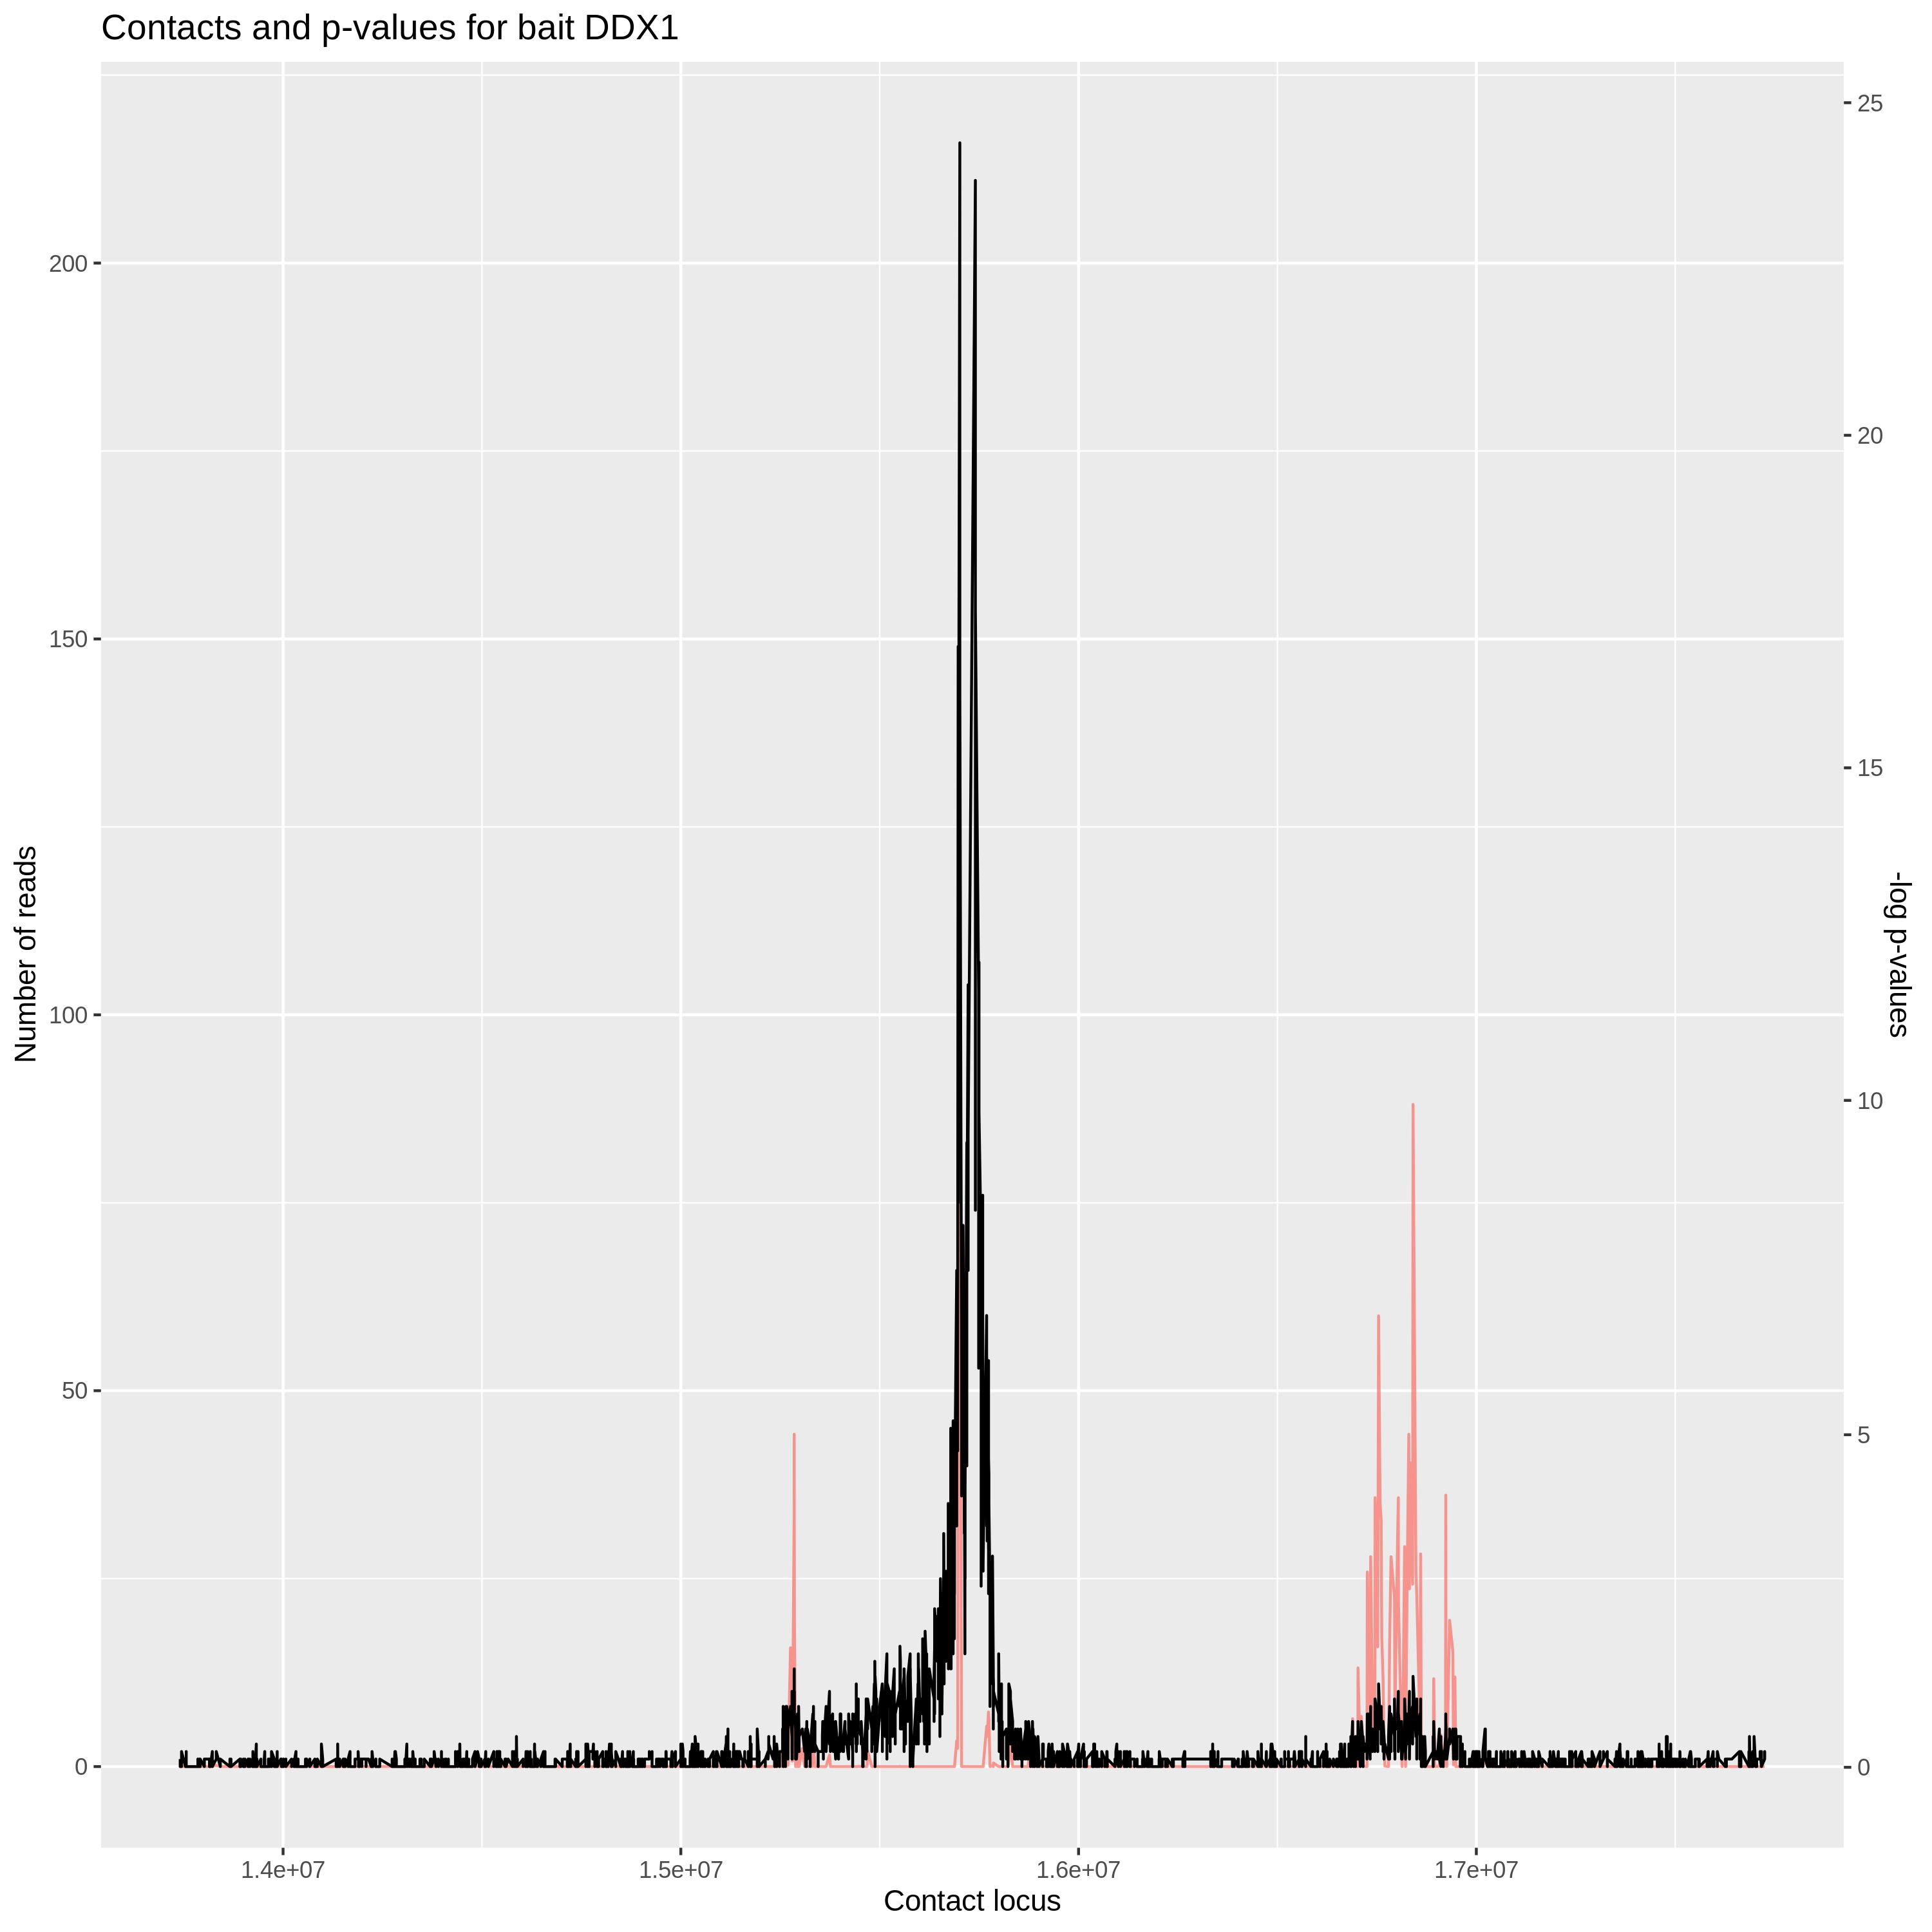 Contacts and p-values for bait DDX1
Number of reads
200
150
100
50
0
25
20
15
10
5
0
-log p-values
1.4e+07 1.5e+07 1.6e+07 1.7e+07
Contact locus